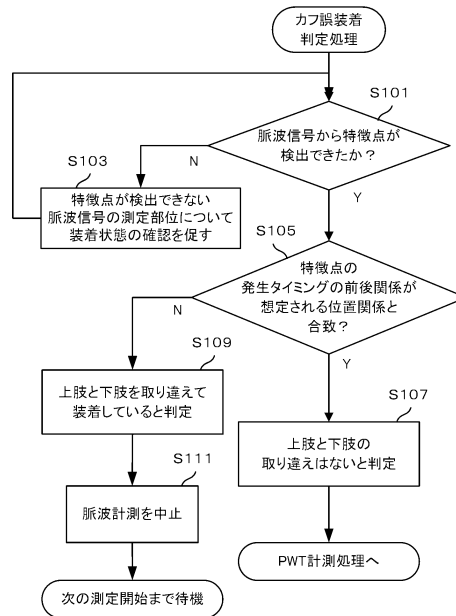 カフ誤装着
判定処理
S101
脈波信号から特徴点が
検出できたか？
N
Y
S103
特徴点が検出できない
脈波信号の測定部位について
装着状態の確認を促す
S105
特徴点の
発生タイミングの前後関係が
想定される位置関係と
合致？
N
Y
S109
上肢と下肢を取り違えて
装着していると判定
S107
上肢と下肢の
取り違えはないと判定
S111
脈波計測を中止
PWT計測処理へ
次の測定開始まで待機